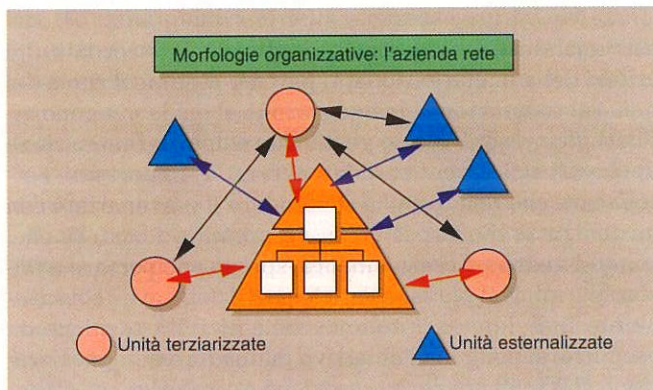 Morfologie organizzative: l'azienda rete
Unità terziarizzate
Unità esternalizzate